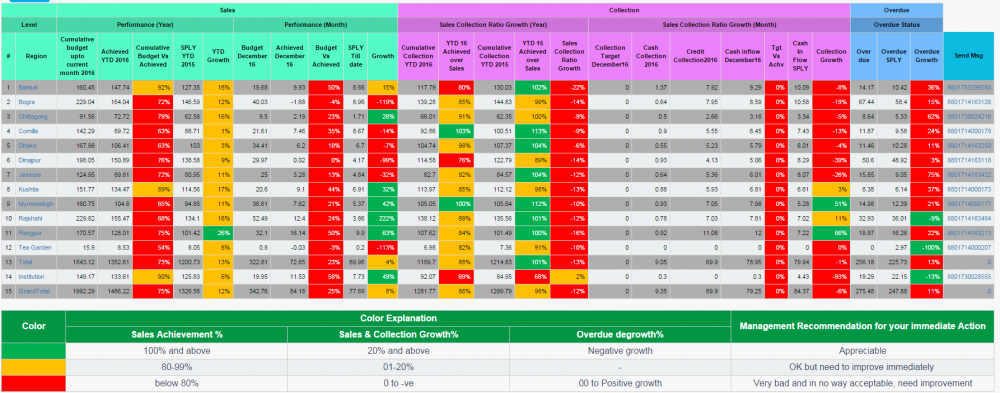 Sales Collection Overdue
Level Performance (Year) Performance (Month) Sales Collection Ratio Growth (Year) Sales Collection Ratio Growth (Month) Overdue Status
# Region Cumulative budget upto current month 2016 Achieved YTD 2016 Cumulative Budget Vs Achieved SPLY YTD 2015 YTD Growth Budget December 16 Achieved December 16 Budget Vs Achieved SPLY Till date Growth Cumulative Collection YTD 2016 YTD 16 Achieved over Sales Cumulative Collection YTD 2015 YTD 15 Achieved over Sales Sales Collection Ratio Growth Collection Target December16 Cash Collection 2016 Credit Collection2016 Cash inflow December16 Tgt Vs Achv Cash In Flow SPLY Collection Growth Over due Overdue SPLY Overdue Growth Send Msg
1 Barisal 160.45 147.74 92% 127.35 16% 19.68 9.93 50% 8.66 15% 117.79 80% 130.03 102% -22% 0 1.37 7.92 9.29 0% 10.09 -8% 14.17 10.42 36%
2 Bogra 229.04 164.04 72% 146.59 12% 40.03 -1.68 -4% 8.96 -119% 139.28 85% 144.83 99% -14% 0 0.64 7.95 8.58 0% 10.58 -19% 67.44 58.4 15% 8801714163126
3 Chittagong 91.56 72.72 79% 62.56 16% 9.5 2.19 23% 1.71 28% 66.01 91% 62.35 100% -9% 0 0.5 2.66 3.16 0% 3.34 -5% 8.64 5.33 62% 8801730024216
4 Comilla 142.29 89.72 63% 88.71 1% 21.61 7.46 35% 8.67 -14% 92.86 103% 100.51 113% -9% 0 0.9 5.55 6.45 0% 7.43 -13% 11.87 9.58 24% 8801714000176
5 Dhaka 167.98 106.41 63% 103 3% 34.41 6.2 18% 6.7 -7% 104.74 98% 107.37 104% -6% 0 0.55 5.23 5.79 0% 6.01 -4% 11.46 10.28 11%
6 Dinajpur 198.05 150.89 76% 138.58 9% 29.97 0.02 0% 4.17 -99% 114.58 76% 122.79 89% -14% 0 0.93 4.13 5.06 0% 8.29 -39% 50.6 48.92 3% 8801714163118
7 Jessore 124.95 89.81 72% 80.95 11% 25 3.28 13% 4.84 -32% 82.7 92% 84.57 104% -12% 0 0.94 5.36 6.31
 0% 8.07 -26% 15.85 9.05 75% 8801714163432
8 Kushtia 151.77 134.47 89% 114.56 17% 20.6 9.1 44% 6.91 32% 113.97 85% 112.12 98% -13% 0 0.88 5.93 6.81 0% 6.61 3% 8.38 6.14 37% 8801714000173
9 Mymensingh 160.75 104.8 65% 94.85 11% 36.61 7.62 21% 5.37 42% 105 100% 105.84 112% -10% 0 0.93 7.05 7.98 0% 5.28 51% 14.98 12.39 21% 8801714000177
10 Rajshahi 229.82 155.47 68% 134.1 16% 52.49 12.4 24% 3.86 222% 138.12 89% 135.56 101% -12% 0 0.78 7.03 7.81 0% 7.02 11% 32.93 36.01 -9% 8801714163494
11 Rangpur 170.57 128.01 75% 101.42 26% 32.1 16.14 50% 9.9 63% 107.62 84% 101.49 100% -16% 0 0.92 11.08 12 0% 7.22 66% 19.87 16.26 22% 8801714162213
12 Tea Garden 15.9 8.53 54% 8.05 6% 0.8 -0.03 -3% 0.2 -113% 6.98 82% 7.36 91% -10% 0 0 0 0 0% 0 0% 0 2.97 -100% 8801714000207
13 Total 1843.12 1352.61 73% 1200.73 13% 322.81 72.65 23% 69.96 4% 1189.7 88% 1214.83 101% -13% 0 9.05 69.9 78.95 0% 79.94 -1% 256.18 225.73 13% 0
14 Institution 149.17 133.61 90% 125.83 6% 19.95 11.53 58% 7.73 49% 92.07 69% 84.95 68% 2% 0 0.3 0 0.3 0% 4.43 -93% 19.29 22.15 -13% 8801730028555
15 GrandTotal 1992.29 1486.22 75% 1326.56 12% 342.76 84.18 25% 77.69 8% 1281.77 86% 1299.79 98% -12% 0 9.35 69.9 79.25 0% 84.37 -6% 275.48 247.88 11% 0
Color Color Explanation Management Recommendation for your immediate Action
Sales Achievement % Sales & Collection Growth% Overdue degrowth%
100% and above 20% and above Negative growth Appreciable
80-99% 01-20% - OK but need to improve immediately
below 80% 0 to -ve 00 to Positive growth Very bad and in no way acceptable, need improvement